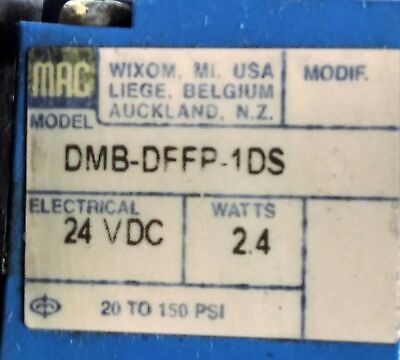 MAC
WIXOM, MI. USA
LIEGE, BELGIUM
AUCKLAND, N.Z.
MODIF.
MODEL
DMB-DFFP-1DS
ELECTRICAL
24 VDC
WATTS
2.4
20 TO 150 PSI